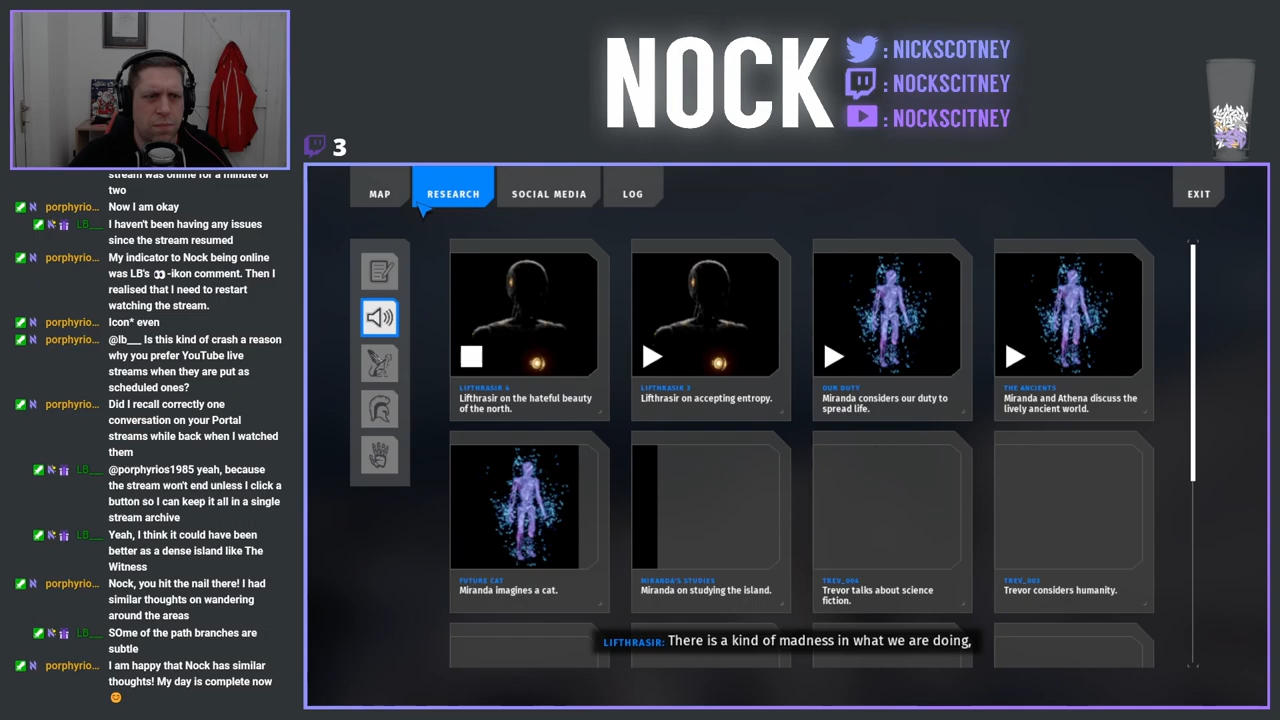 stream was online for a minute or
two
porphyrio... Now I am okay
LB__ I haven't been having any issues
since the stream resumed
porphyrio... My indicator to Nock being online
was LB's 👀-ikon comment. Then I
realised that I need to restart
watching the stream.
porphyrio... Icon* even
porphyrio... @lb__ Is this kind of crash a reason
why you prefer YouTube live
streams when they are put as
scheduled ones?
porphyrio... Did I recall correctly one
conversation on your Portal
streams while back when I watched
them
LB__ @porphyrios1985 yeah, because
the stream won't end unless I click a
button so I can keep it all in a single
stream archive
LB__ Yeah, I think it could have been
better as a dense island like The
Witness
porphyrio... Nock, you hit the nail there! I had
similar thoughts on wandering
around the areas
LB__ SOme of the path branches are
subtle
porphyrio... I am happy that Nock has similar
thoughts! My day is complete now
😊
NOCK
: NICKSCOTNEY
: NOCKSCITNEY
: NOCKSCITNEY
3
MAP
RESEARCH
SOCIAL MEDIA
LOG
EXIT
LIFTHRASIR 4
Lifthrasir on the hateful beauty
of the north.
LIFTHRASIR 3
Lifthrasir on accepting entropy.
OUR DUTY
Miranda considers our duty to
spread life.
THE ANCIENTS
Miranda and Athena discuss the
lively ancient world.
FUTURE CAT
Miranda imagines a cat.
MIRANDA'S STUDIES
Miranda on studying the island.
TREV_004
Trevor talks about science
fiction.
TREV_003
Trevor considers humanity.
LIFTHRASIR: There is a kind of madness in what we are doing,